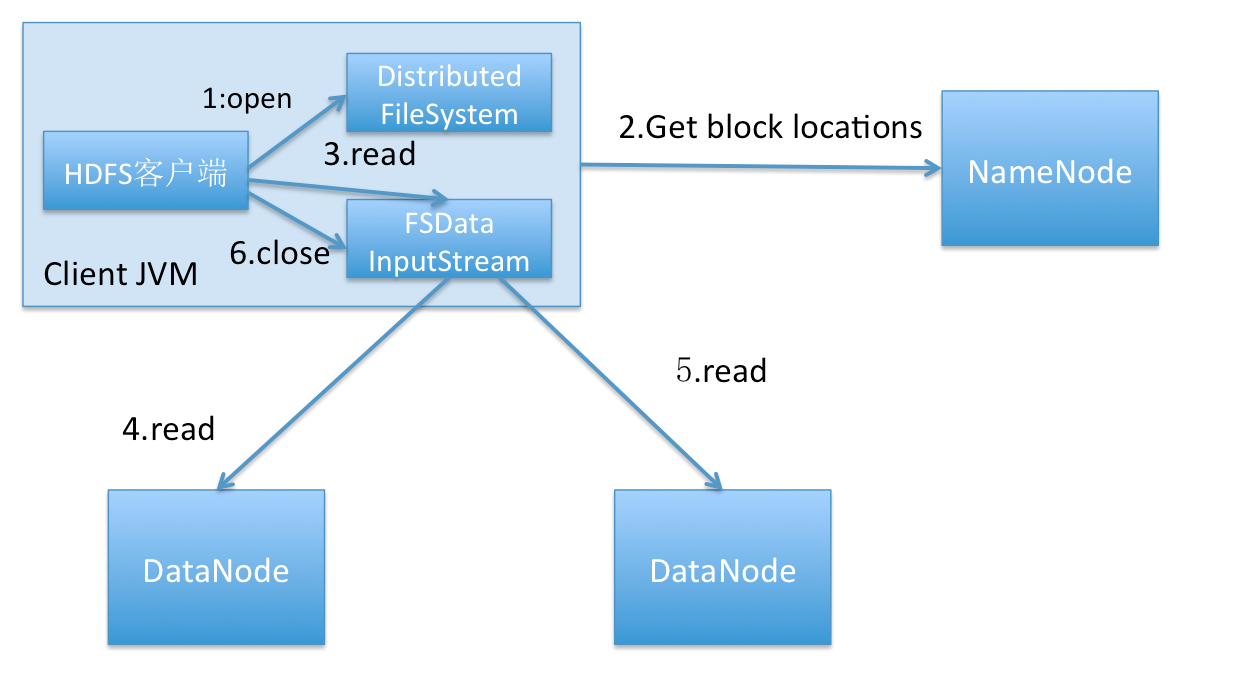 1:open
Distributed
FileSystem
2.Get block locations
HDFS客户端
3.read
NameNode
FSData
InputStream
6.close
Client JVM
5.read
4.read
DataNode
DataNode